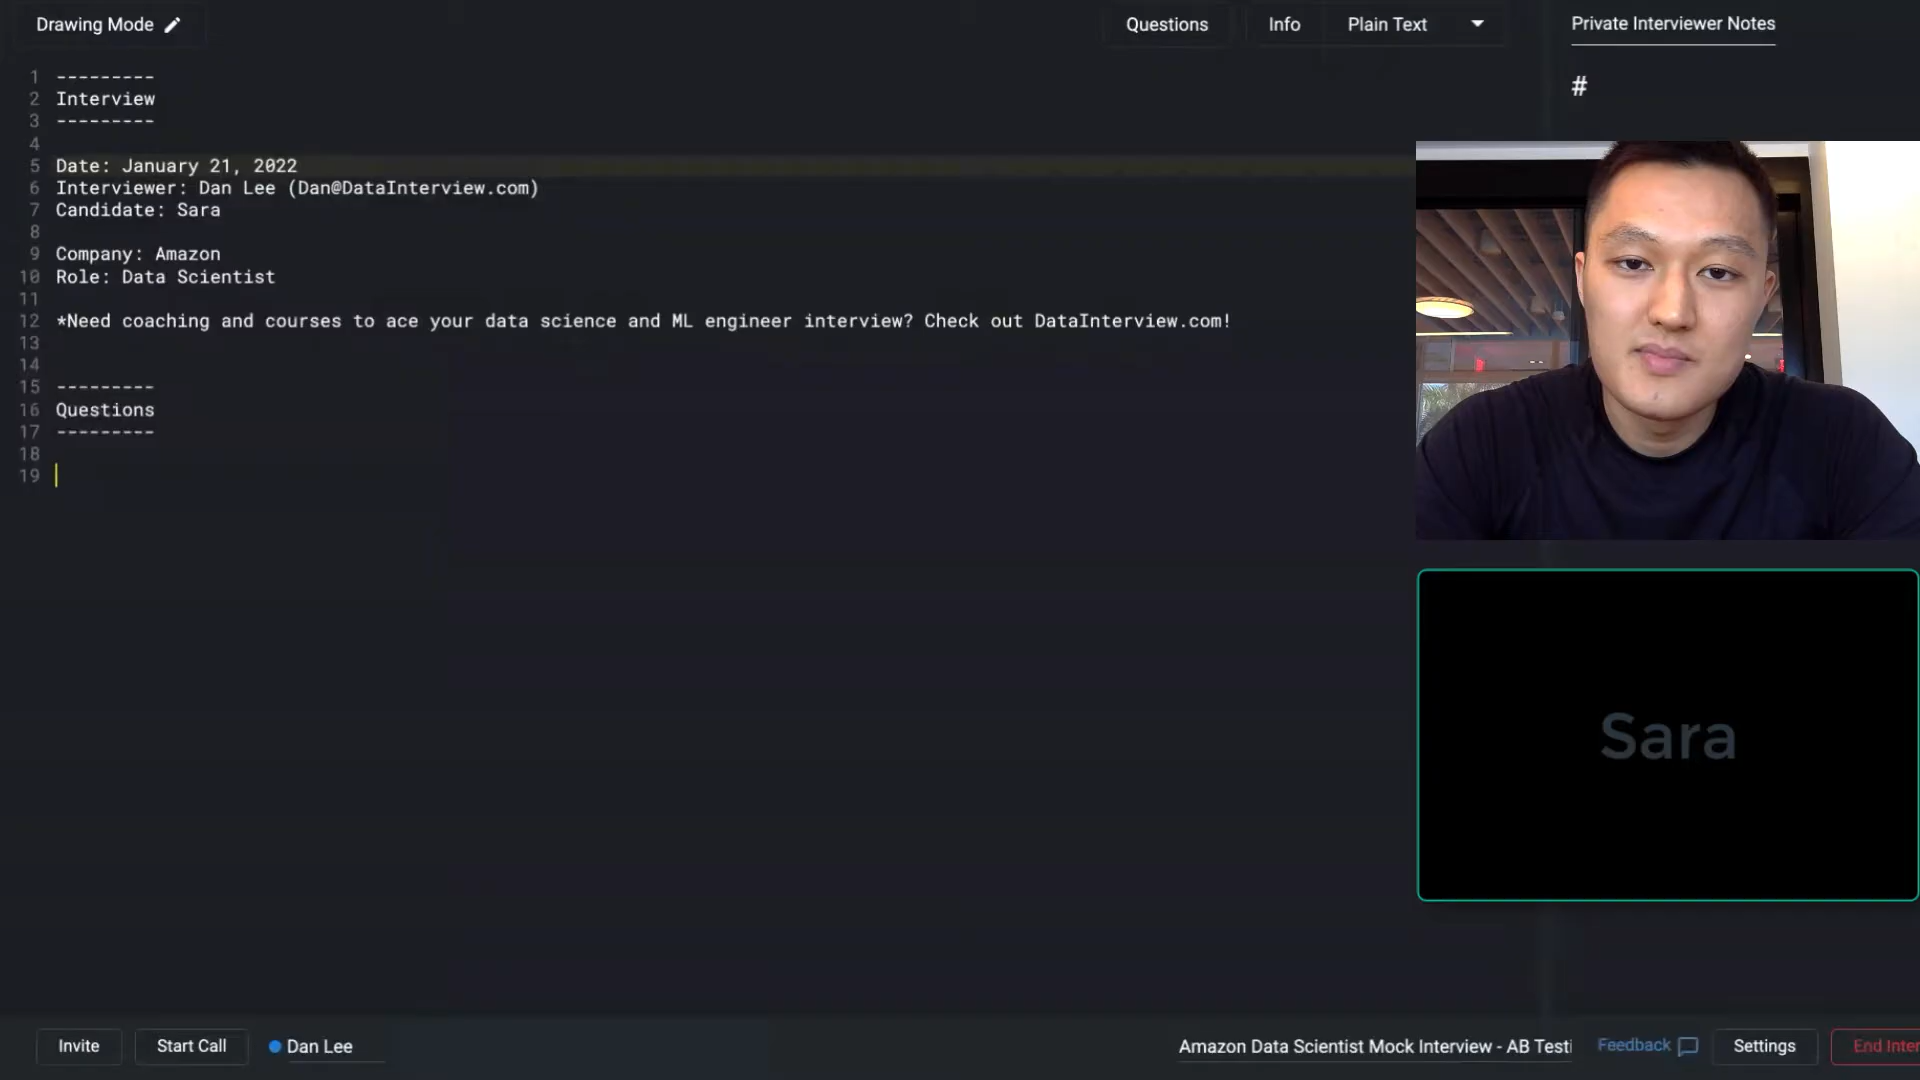 Drawing Mode
Questions
Info
Plain Text
Private Interviewer Notes
#
1 ---------
2 Interview
3 ---------
4
5 Date: January 21, 2022
6 Interviewer: Dan Lee (Dan@DataInterview.com)
7 Candidate: Sara
8
9 Company: Amazon
10 Role: Data Scientist
11
12 *Need coaching and courses to ace your data science and ML engineer interview? Check out DataInterview.com!
13
14
15 ---------
16 Questions
17 ---------
18
19
Sara
Invite
Start Call
Dan Lee
Amazon Data Scientist Mock Interview - AB Testi
Feedback
Settings
End Inter